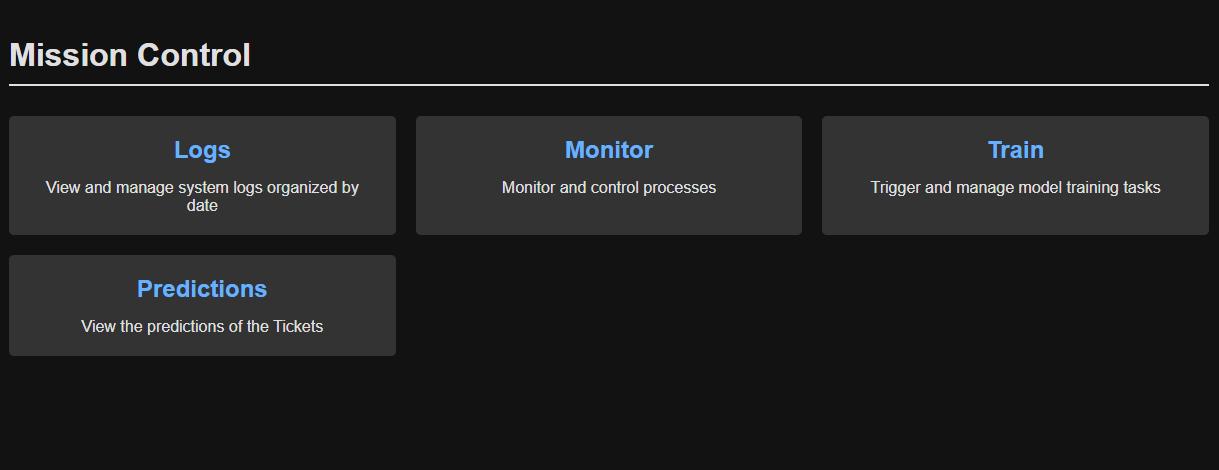 Mission Control
Logs
View and manage system logs organized by
date
Monitor
Monitor and control processes
Train
Trigger and manage model training tasks
Predictions
View the predictions of the Tickets